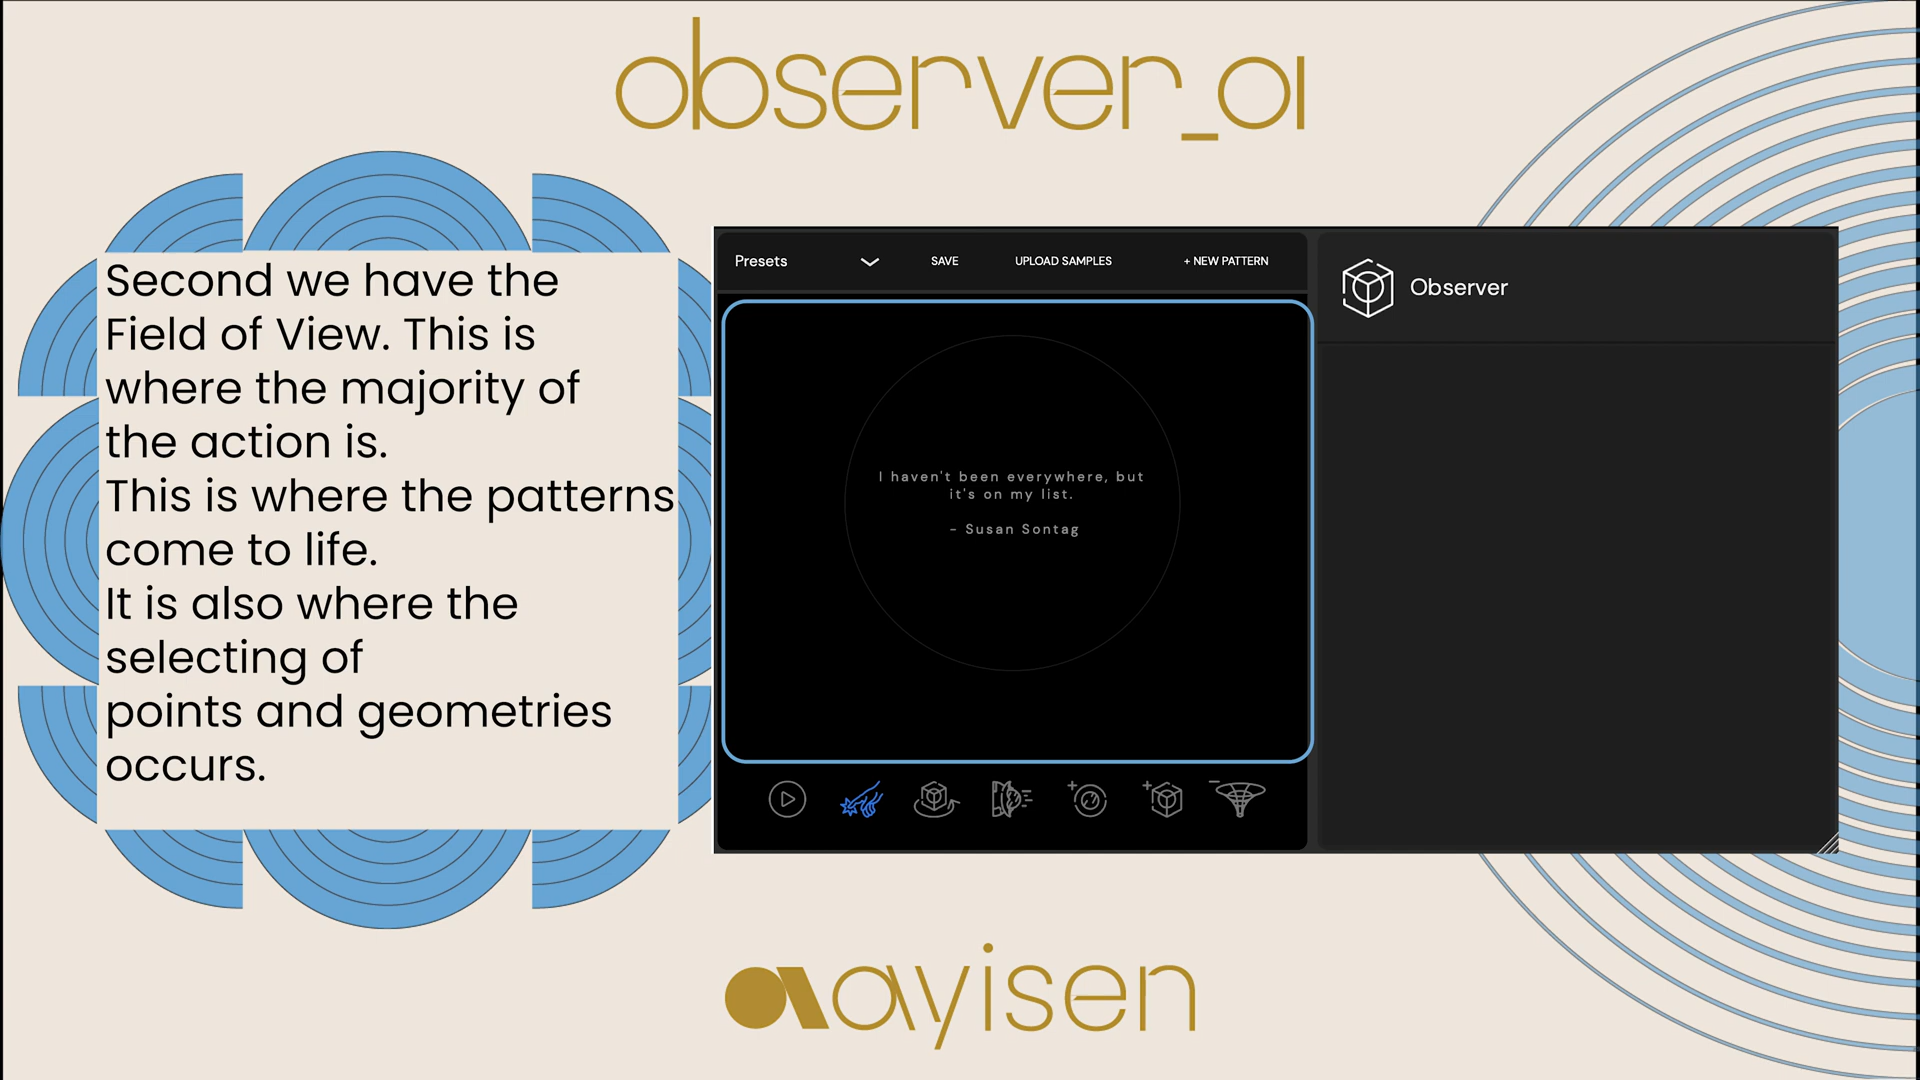 observer_01
Second we have the
Field of View. This is
where the majority of
the action is.
This is where the patterns
come to life.
It is also where the
selecting of
points and geometries
occurs.
Presets
SAVE
UPLOAD SAMPLES
+ NEW PATTERN
Observer
I haven't been everywhere, but
it's on my list.
- Susan Sontag
ayisen